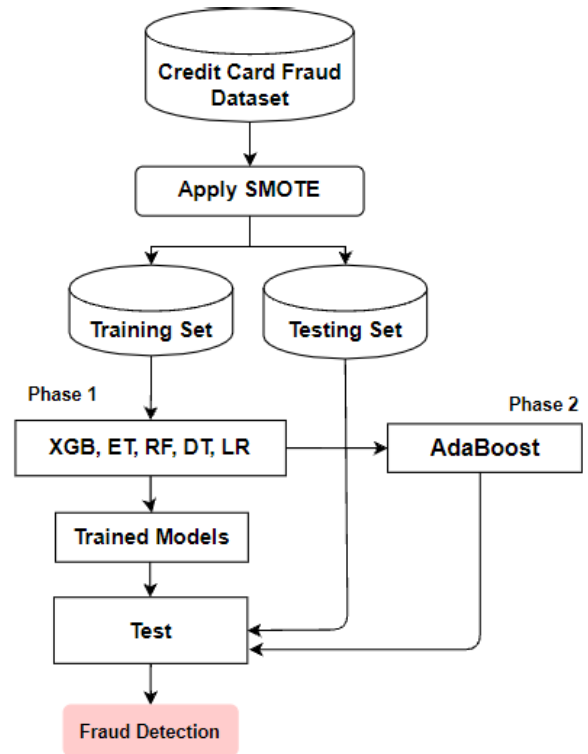 Credit Card Fraud
Dataset
Apply SMOTE
Training Set
Testing Set
Phase 1
Phase 2
XGB, ET, RF, DT, LR
AdaBoost
Trained Models
Test
Fraud Detection